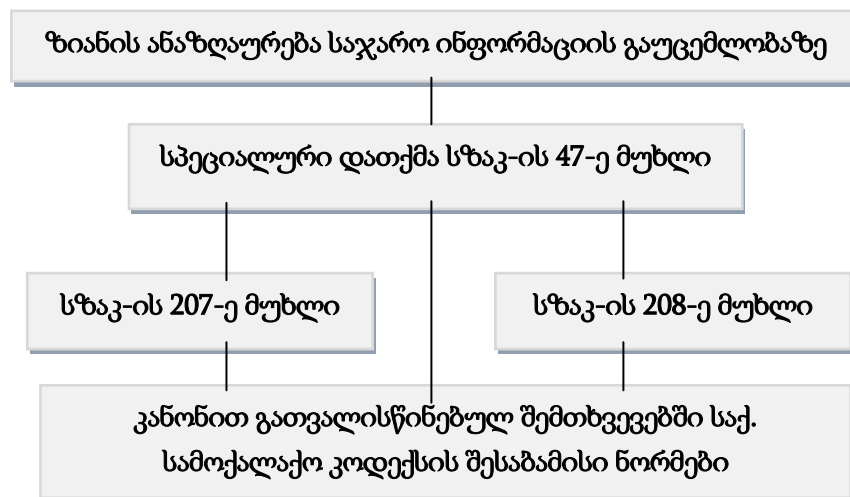 ზიანის ანაზღაურება საჯარო ინფორმაციის გაუცემლობაზე
სპეციალური დათქმა სზაკ-ის 47-ე მუხლი
სზაკ-ის 207-ე მუხლი
სზაკ-ის 208-ე მუხლი
კანონით გათვალისწინებულ შემთხვევებში საქ.
სამოქალაქო კოდექსის შესაბამისი ნორმები